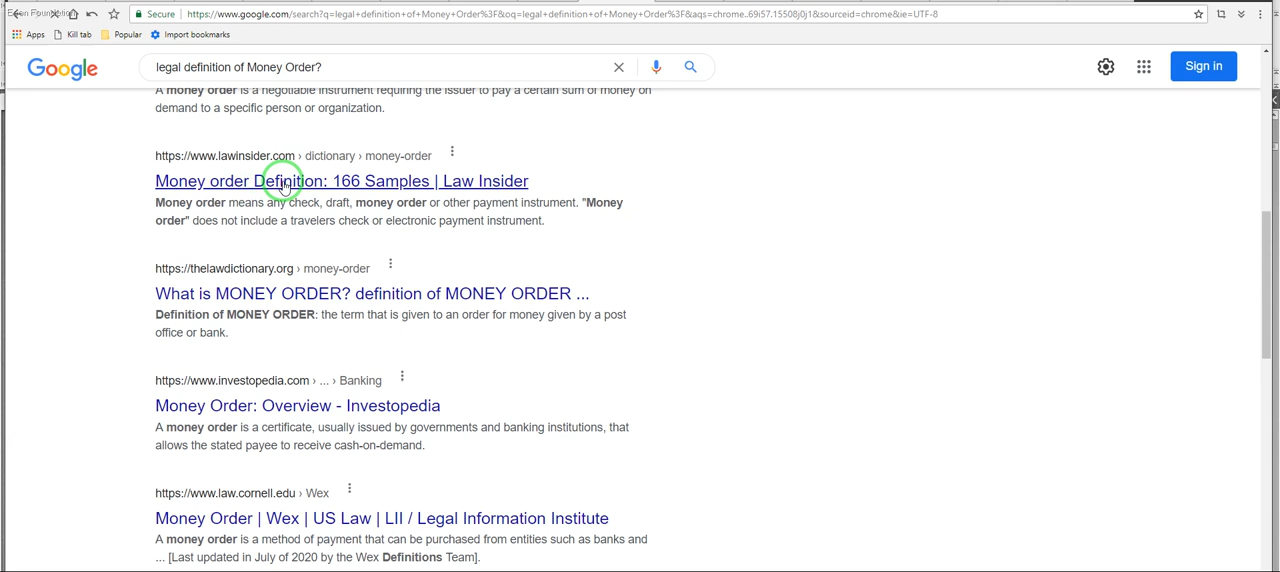 Secure
https://www.google.com/search?q=legal+definition+of+Money+Order%3F&oq=legal+definition+of+Money+Order%3F&aqs=chrome..69i57.15508j0j1&sourceid=chrome&ie=UTF-8
Apps Kill tab Popular Import bookmarks
Google
legal definition of Money Order?
Sign in
A money order is a negotiable instrument requiring the issuer to pay a certain sum of money on
demand to a specific person or organization.
https://www.lawinsider.com › dictionary › money-order
Money order Definition: 166 Samples | Law Insider
Money order means any check, draft, money order or other payment instrument. "Money
order" does not include a travelers check or electronic payment instrument.
https://thelawdictionary.org › money-order
What is MONEY ORDER? definition of MONEY ORDER ...
Definition of MONEY ORDER: the term that is given to an order for money given by a post
office or bank.
https://www.investopedia.com › ... › Banking
Money Order: Overview - Investopedia
A money order is a certificate, usually issued by governments and banking institutions, that
allows the stated payee to receive cash-on-demand.
https://www.law.cornell.edu › Wex
Money Order | Wex | US Law | LII / Legal Information Institute
A money order is a method of payment that can be purchased from entities such as banks and
... [Last updated in July of 2020 by the Wex Definitions Team].